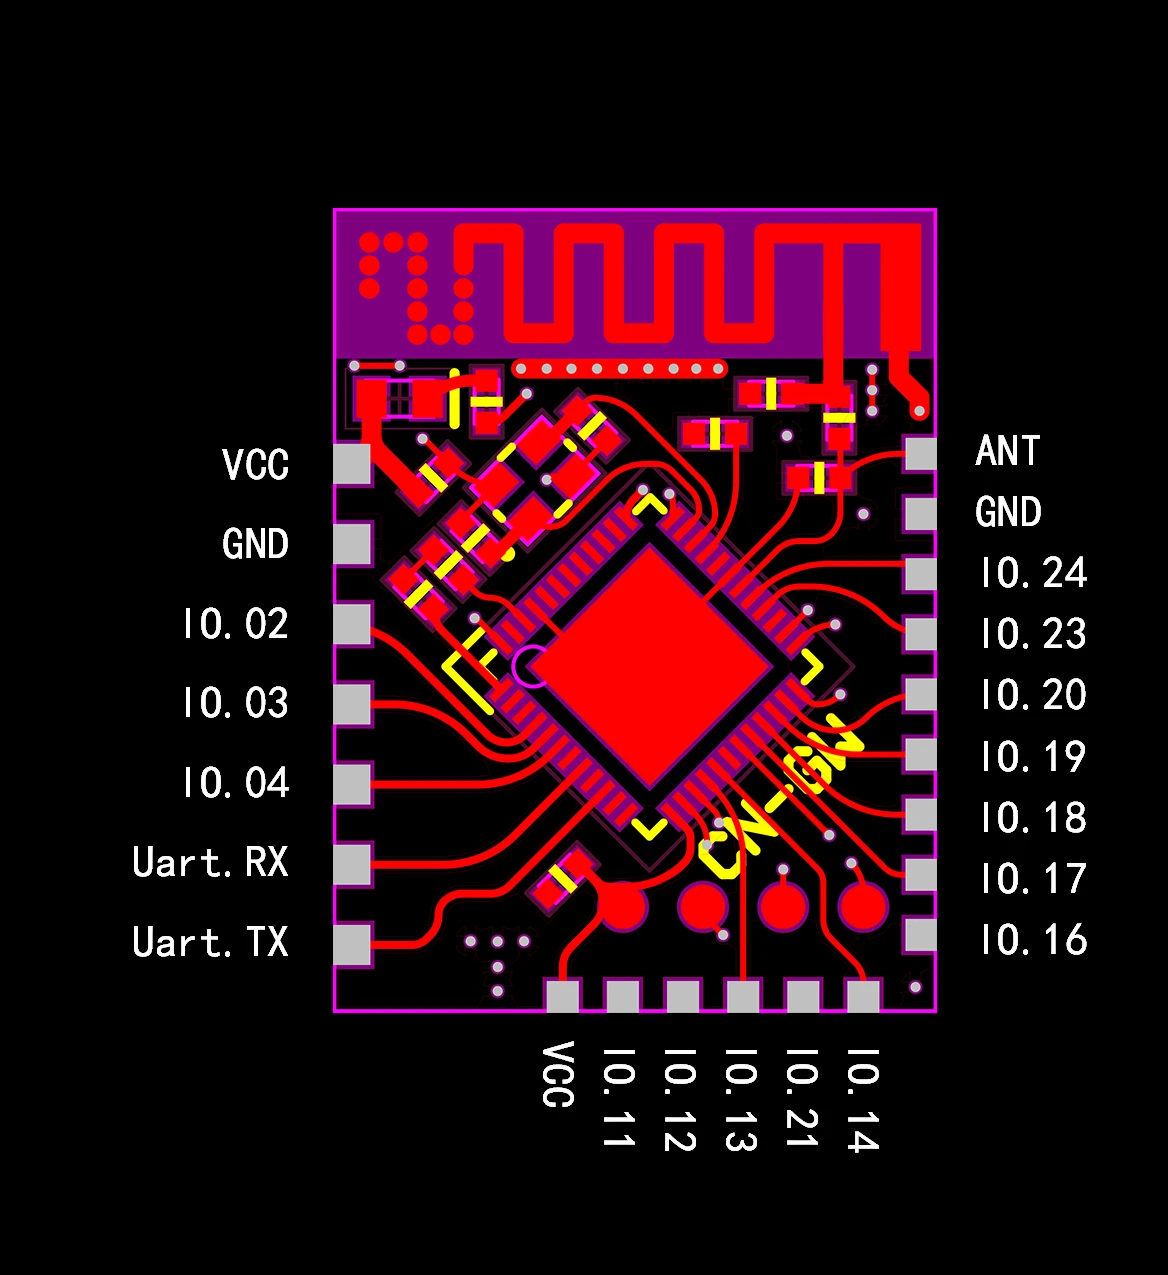 VCC
GND
IO.02
IO.03
IO.04
Uart.RX
Uart.TX
ANT
GND
IO.24
IO.23
IO.20
IO.19
IO.18
IO.17
IO.16
CN-GW
VCC
IO.11
IO.12
IO.13
IO.21
IO.14